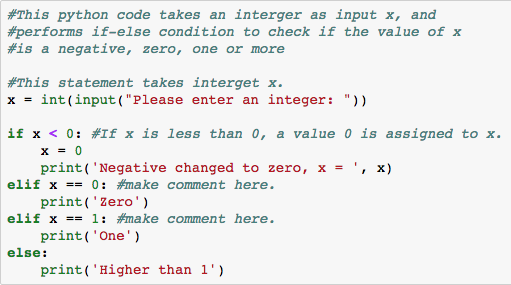 #This python code takes an interger as input x, and
#performs if-else condition to check if the value of x
#is a negative, zero, one or more
#This statement takes interget x.
x = int(input("Please enter an integer: "))
if x < 0: #If x is less than 0, a value 0 is assigned to x.
    x = 0
    print('Negative changed to zero, x = ', x)
elif x == 0: #make comment here.
    print('Zero')
elif x == 1: #make comment here.
    print('One')
else:
    print('Higher than 1')